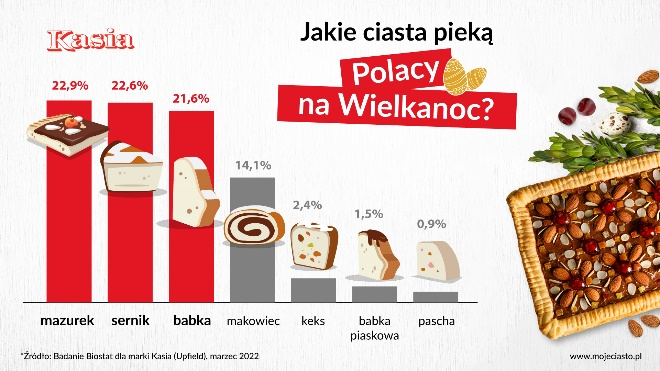 Kasia
Jakie ciasta pieką
Polacy
na Wielkanoc?
22,9%
22,6%
21,6%
14,1%
2,4%
1,5%
0,9%
mazurek
sernik
babka
makowiec
keks
babka
piaskowa
pascha
*Źródło: Badanie Biostat dla marki Kasia (Upfield), marzec 2022
www.mojeciasto.pl